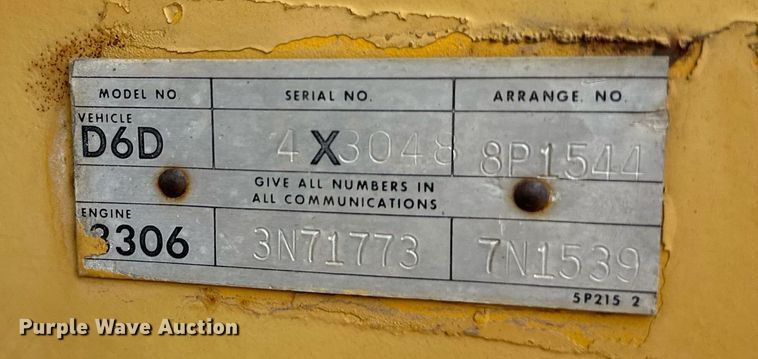 MODEL NO. SERIAL NO. ARRANGE. NO.
VEHICLE
D6D 4X3048 8P1544
GIVE ALL NUMBERS IN
ALL COMMUNICATIONS
ENGINE
3306 3N71773 7N1539
5P215 2
Purple Wave Auction